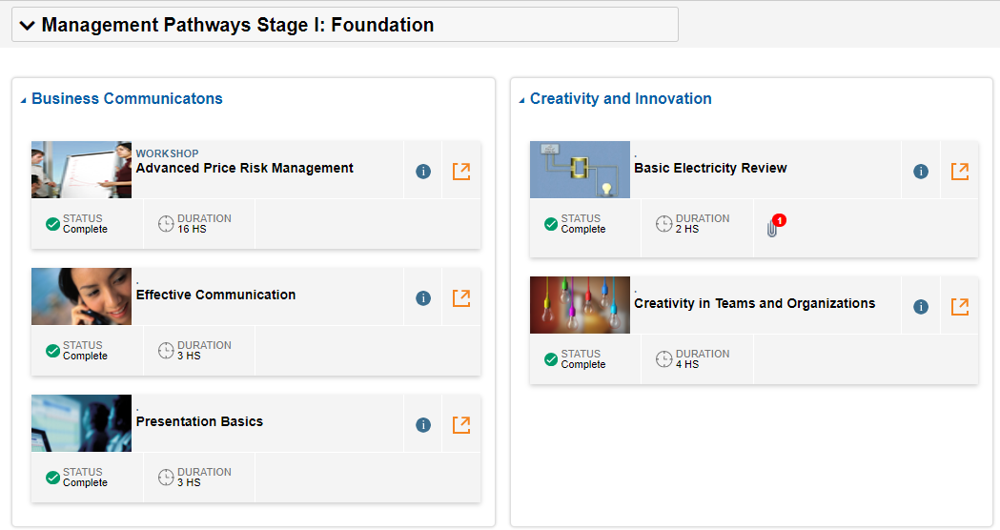 Management Pathways Stage I: Foundation
Business Communicatons
WORKSHOP
Advanced Price Risk Management
STATUS
Complete
DURATION
16 HS
.
Effective Communication
STATUS
Complete
DURATION
3 HS
.
Presentation Basics
STATUS
Complete
DURATION
3 HS
Creativity and Innovation
.
Basic Electricity Review
STATUS
Complete
DURATION
2 HS
1
.
Creativity in Teams and Organizations
STATUS
Complete
DURATION
4 HS